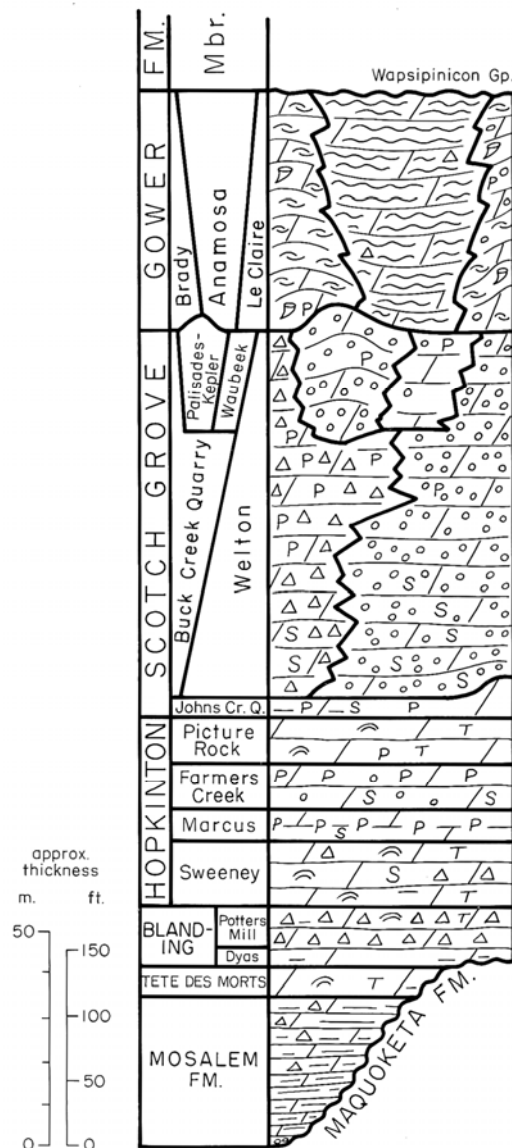 FM.
Mbr.
Wapsipinicon Gp.
GOWER
Brady
Anamosa
Le Claire
SCOTCH GROVE
Palisades-
Kepler
Waubeek
Buck Creek Quarry
Welton
Johns Cr. Q.
HOPKINTON
Picture
Rock
Farmers
Creek
Marcus
Sweeney
BLAND-
ING
Potters
Mill
Dyas
TETE DES MORTS
MOSALEM
FM.
MAQUOKETA FM.
approx.
thickness
m. ft.
50
150
100
50
0 0
P
P
P P
P
P Δ Δ P
P P
P
P
S
S
S
S S
S
P S P
T
P T
P P P P
S S
P P P P P
S
T
S
T
T
T